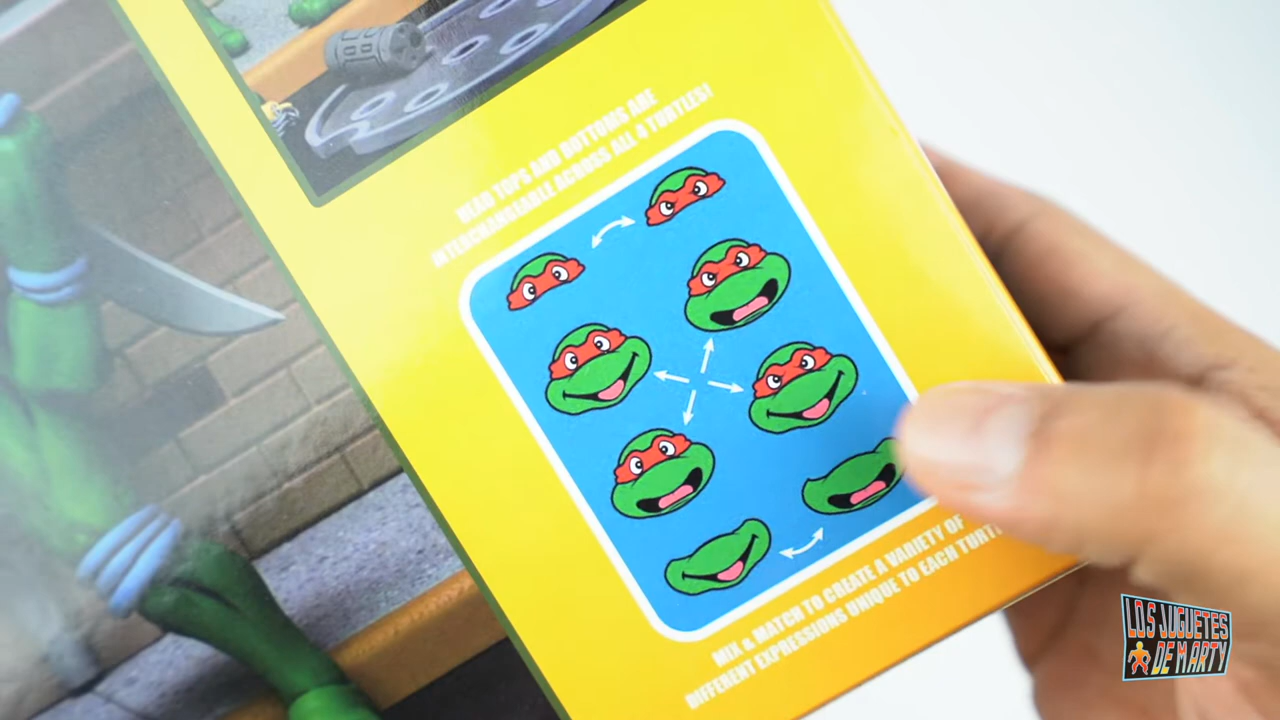 HEAD TOPS AND BOTTOMS ARE
INTERCHANGEABLE ACROSS ALL 4 TURTLES!
MIX & MATCH TO CREATE A VARIETY OF
DIFFERENT EXPRESSIONS UNIQUE TO EACH
LOS JUGUETES
DE MARTY